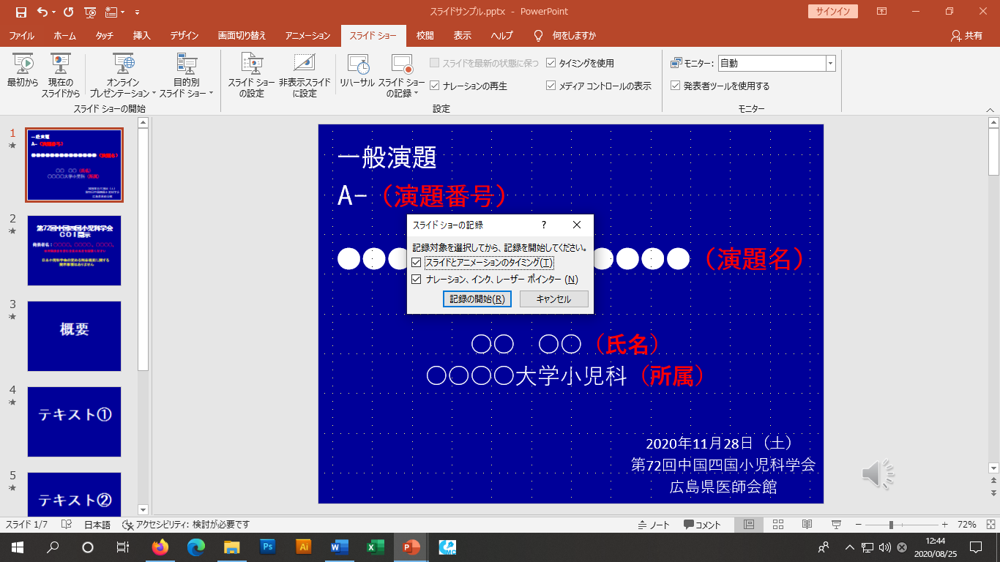 スライドサンプル.pptx - PowerPoint
サインイン
ファイル ホーム タッチ 挿入 デザイン 画面切り替え アニメーション スライド ショー 校閲 表示 ヘルプ 何をしますか 共有
最初から
現在の
スライドから
オンライン
プレゼンテーション
目的別
スライド ショー
スライド ショー
の設定
非表示スライド
に設定
リハーサル
スライド ショー
の記録
スライドを最新の状態に保つ
ナレーションの再生
タイミングを使用
メディア コントロールの表示
モニター: 自動
発表者ツールを使用する
スライド ショーの開始
設定
モニター
1
一般演題
A-（演題番号）
●●●●●●●●●●●●●●（演題名）
○○ ○○（氏名）
○○○○大学小児科（所属）
2
第72回中国四国小児科学会
ＣＯＩ開示
3
概要
4
テキスト①
5
テキスト②
一般演題
A-（演題番号）
スライド ショーの記録
?
記録対象を選択してから、記録を開始してください。
スライドとアニメーションのタイミング(T)
ナレーション、インク、レーザー ポインター (N)
記録の開始(R)
キャンセル
●●●
●●●●（演題名）
○○ ○○（氏名）
○○○○大学小児科（所属）
2020年11月28日（土）
第72回中国四国小児科学会
広島県医師会館
スライド 1/7 日本語 アクセシビリティ: 検討が必要です
ノート コメント
72%
Ps
Ai
W
X
P
MC
12:44
2020/08/25